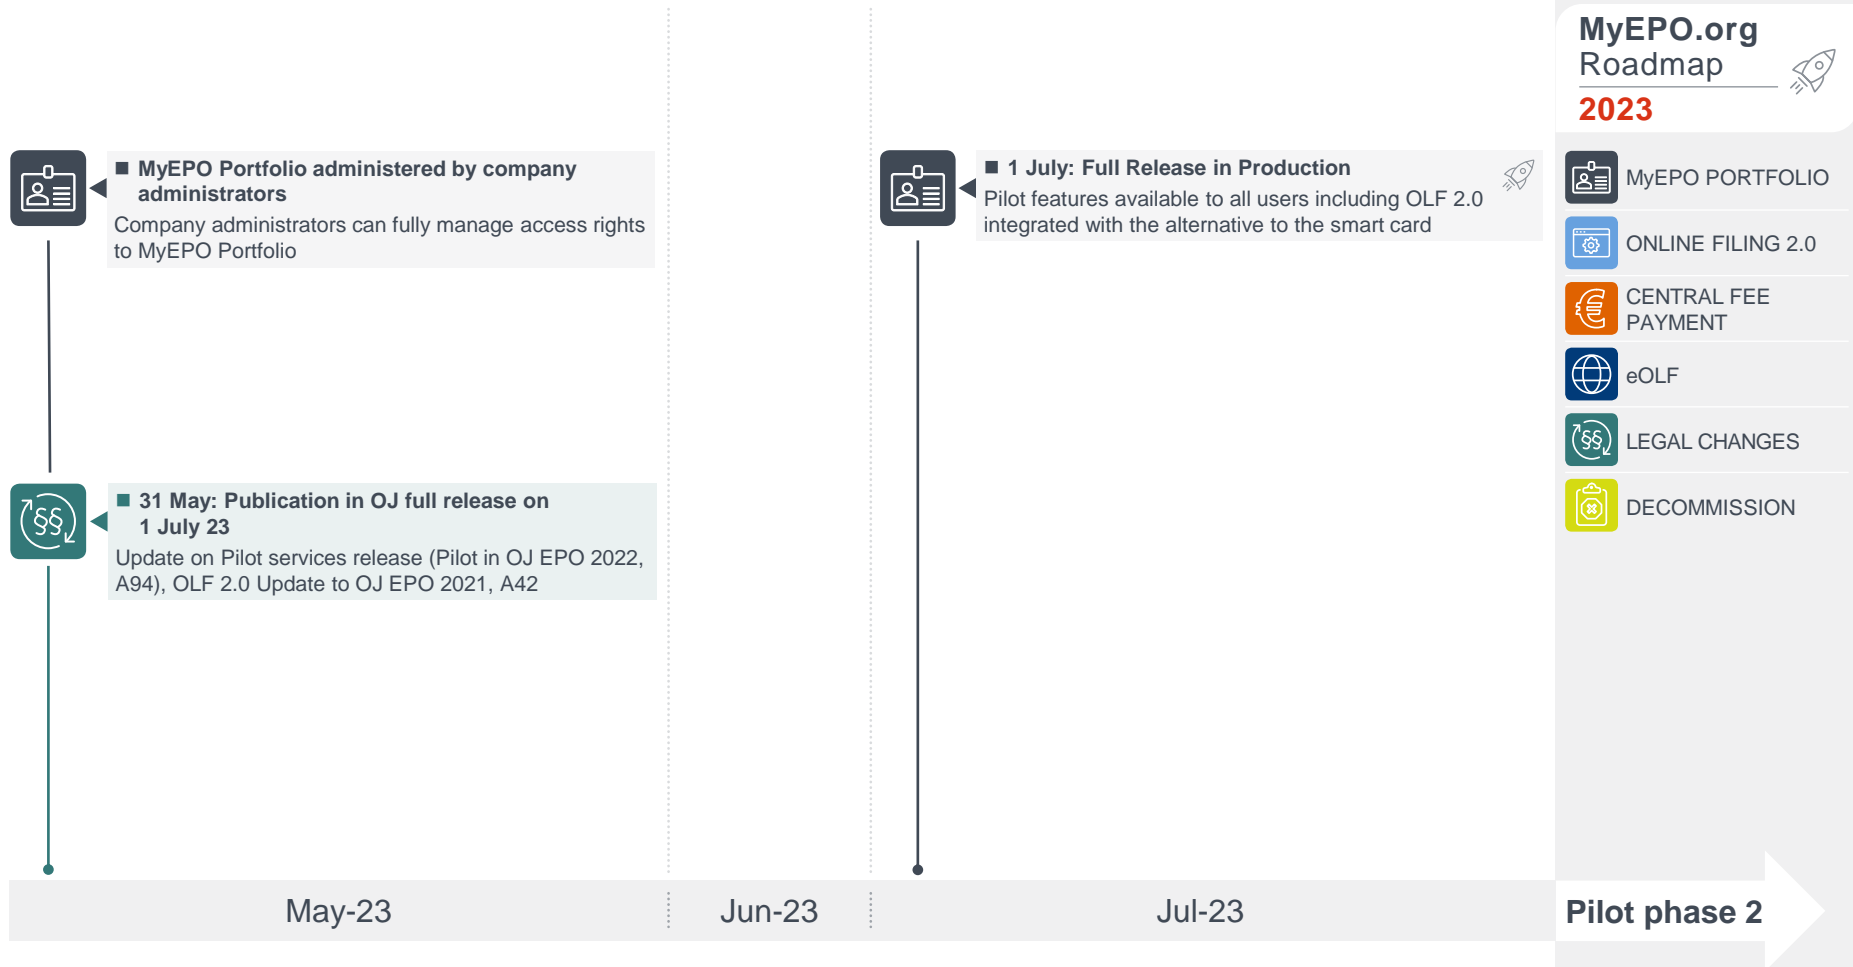 MyEPO.org
Roadmap
2023
■ MyEPO Portfolio administered by company
administrators
Company administrators can fully manage access rights
to MyEPO Portfolio
■ 1 July: Full Release in Production
Pilot features available to all users including OLF 2.0
integrated with the alternative to the smart card
MyEPO PORTFOLIO
ONLINE FILING 2.0
CENTRAL FEE
PAYMENT
eOLF
§§
LEGAL CHANGES
DECOMMISSION
§§
■ 31 May: Publication in OJ full release on
1 July 23
Update on Pilot services release (Pilot in OJ EPO 2022,
A94), OLF 2.0 Update to OJ EPO 2021, A42
May-23
Jun-23
Jul-23
Pilot phase 2